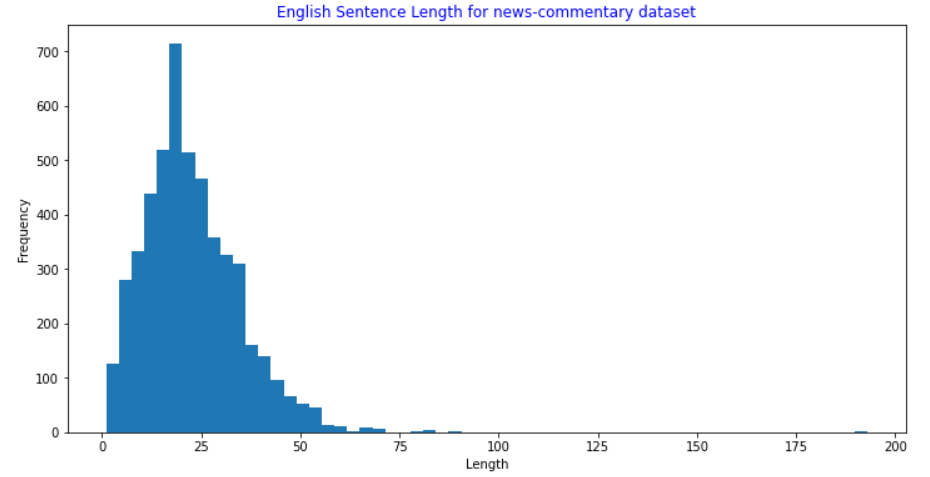 English Sentence Length for news-commentary dataset
700
600
500
400
300
200
100
0
Frequency
0 25 50 75 100 125 150 175 200
Length